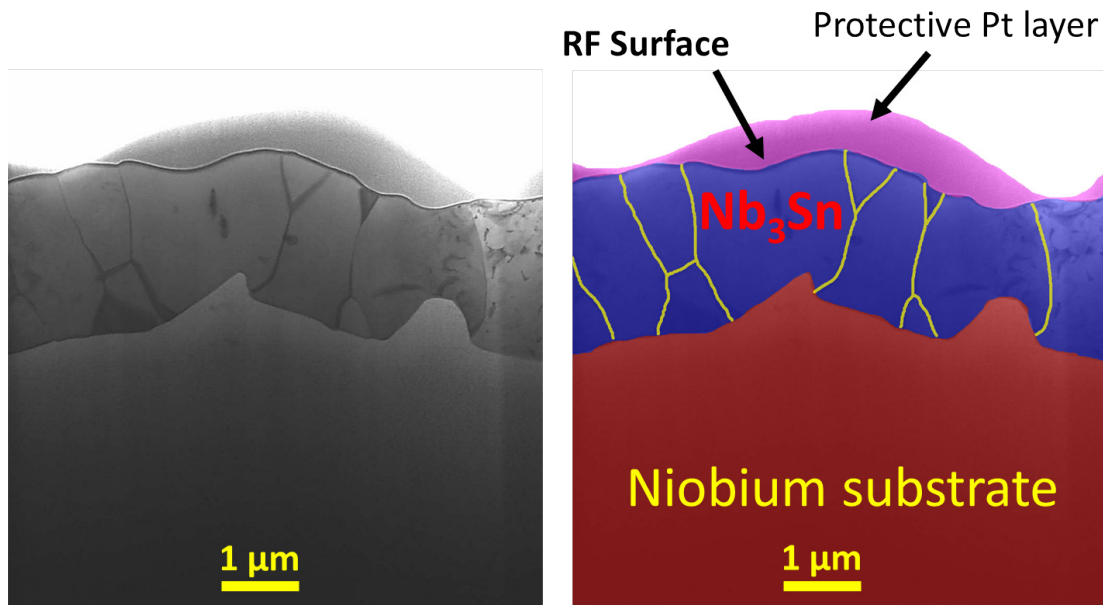 RF Surface
Protective Pt layer
Nb₃Sn
Niobium substrate
1 µm
1 µm